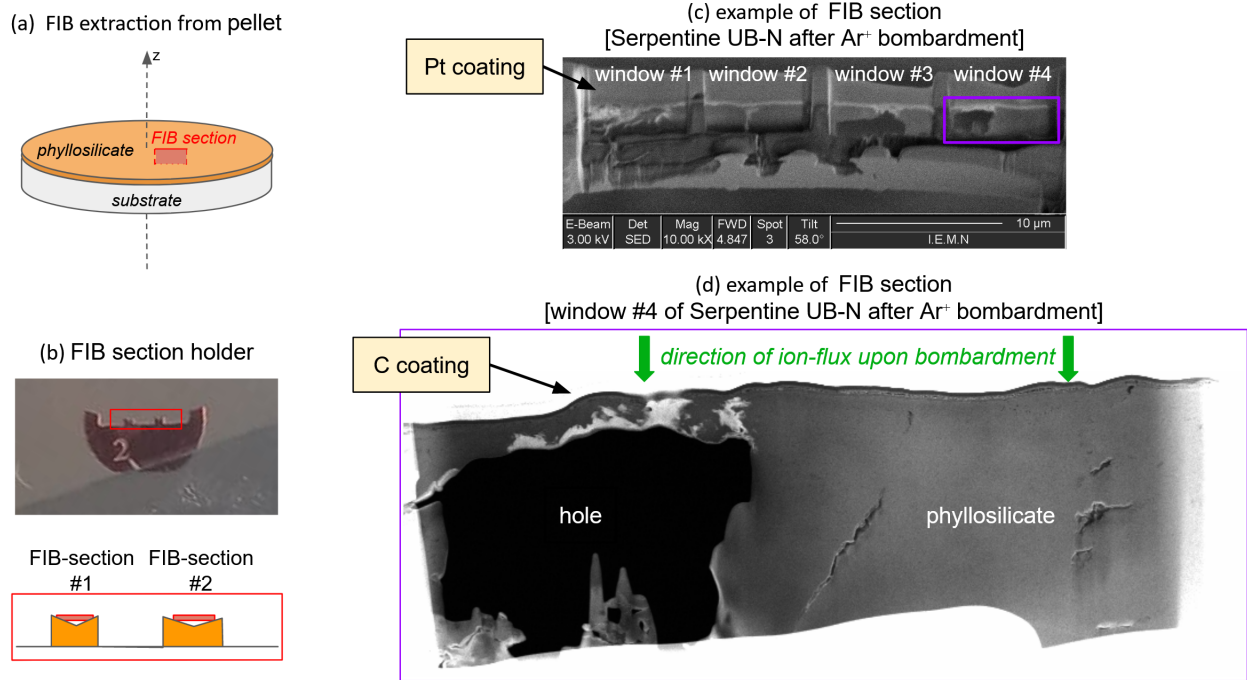 (a) FIB extraction from pellet
z
FIB section
phyllosilicate
substrate
(b) FIB section holder
2
FIB-section #1
FIB-section #2
(c) example of FIB section
[Serpentine UB-N after Ar⁺ bombardment]
Pt coating
window #1 window #2 window #3 window #4
E-Beam Det Mag FWD Spot Tilt 10 µm
3.00 kV SED 10.00 kX 4.847 3 58.0° I.E.M.N
(d) example of FIB section
[window #4 of Serpentine UB-N after Ar⁺ bombardment]
C coating
direction of ion-flux upon bombardment
hole
phyllosilicate